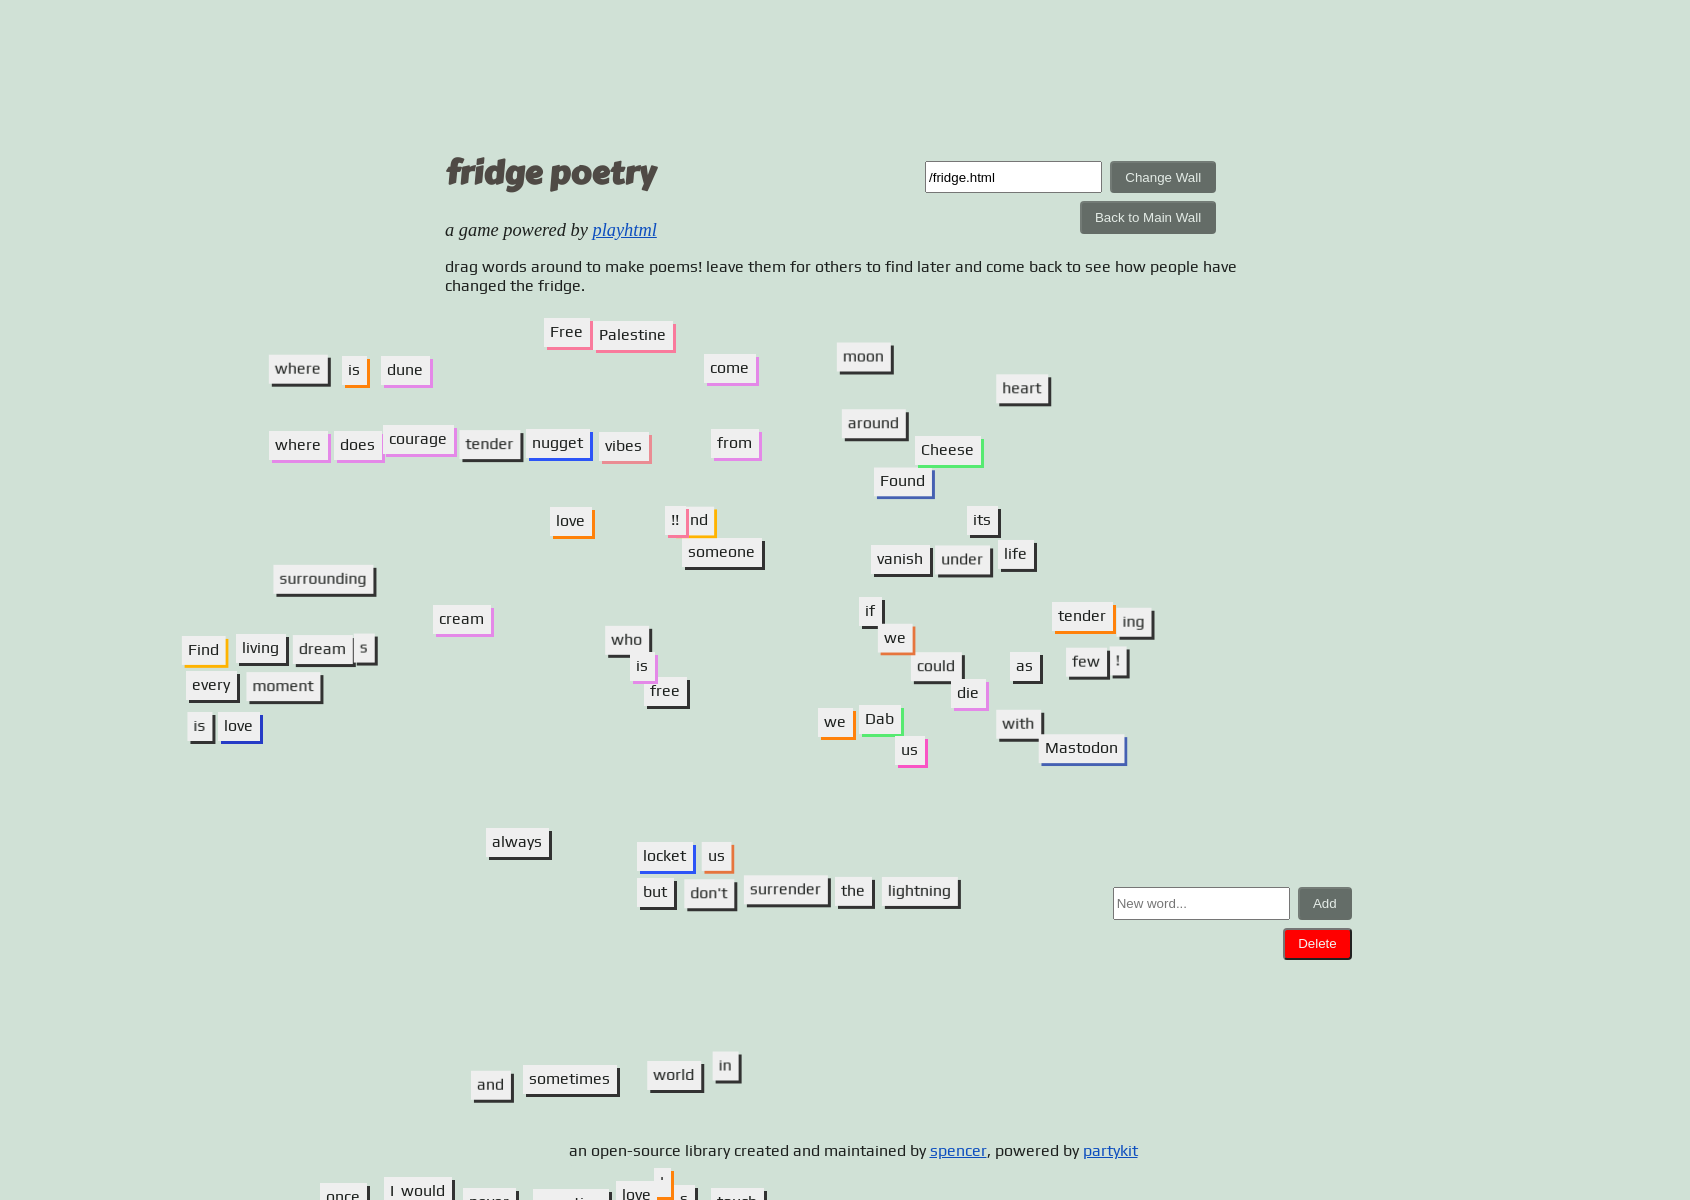 fridge poetry
/fridge.html
Change Wall
Back to Main Wall
a game powered by playhtml
drag words around to make poems! leave them for others to find later and come back to see how people have
changed the fridge.
Free Palestine
moon
where is dune
come
heart
around
where does courage tender nugget vibes from
Cheese
Found
love !! nd its
someone
vanish under life
surrounding
cream
if
tender ing
who
we
Find living dream s
is
could as few !
every moment
free
die
is love
we Dab with
us
Mastodon
always
locket us
but don't surrender the lightning
New word...
Add
Delete
and sometimes world in
an open-source library created and maintained by spencer, powered by partykit
once I would love s